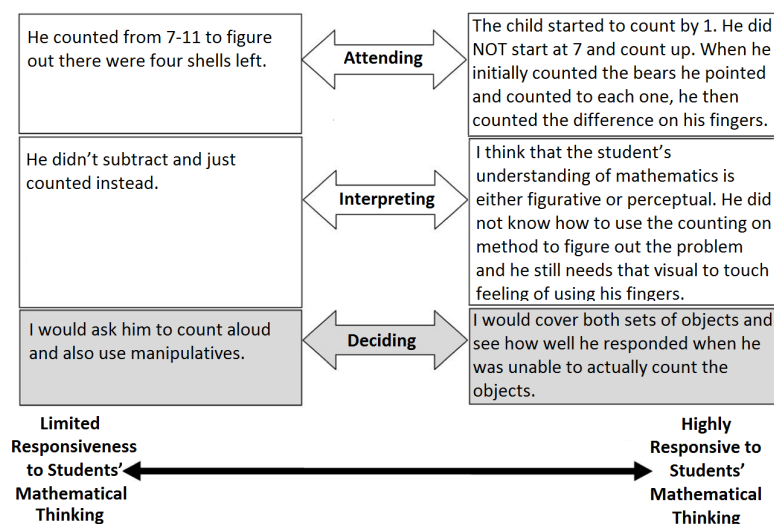 He counted from 7-11 to figure
out there were four shells left.
Attending
The child started to count by 1. He did
NOT start at 7 and count up. When he
initially counted the bears he pointed
and counted to each one, he then
counted the difference on his fingers.
He didn’t subtract and just
counted instead.
Interpreting
I think that the student’s
understanding of mathematics is
either figurative or perceptual. He did
not know how to use the counting on
method to figure out the problem
and he still needs that visual to touch
feeling of using his fingers.
I would ask him to count aloud
and also use manipulatives.
Deciding
I would cover both sets of objects and
see how well he responded when he
was unable to actually count the
objects.
Limited
Responsiveness
to Students’
Mathematical
Thinking
Highly
Responsive to
Students’
Mathematical
Thinking